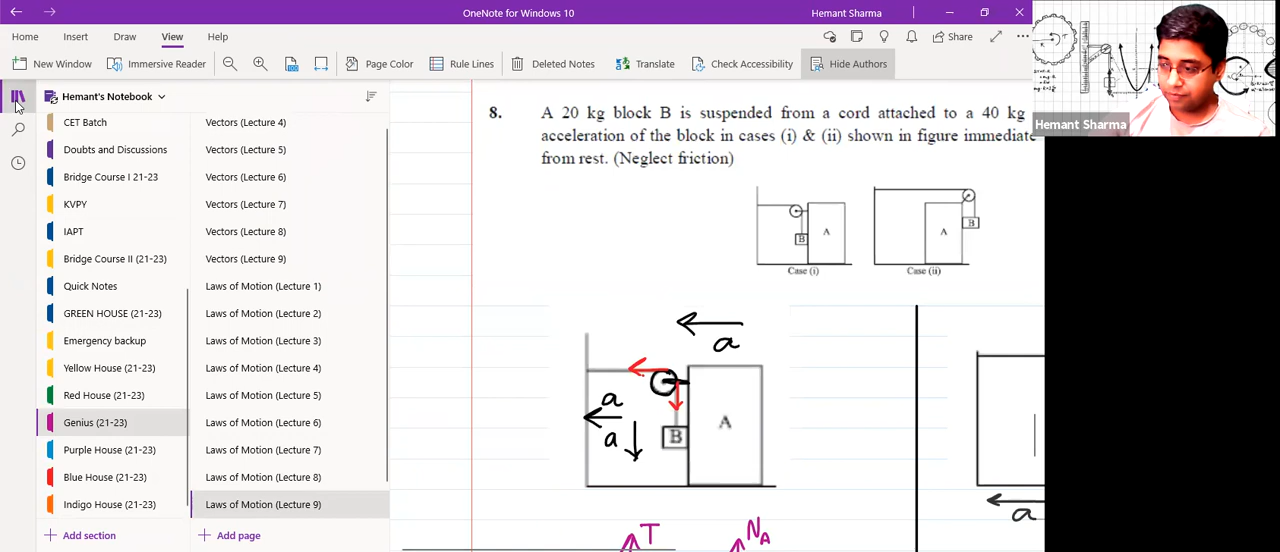 OneNote for Windows 10
Hemant Sharma
Home Insert Draw View Help
Share
New Window Immersive Reader Page Color Rule Lines Deleted Notes Translate Check Accessibility Hide Authors
Hemant's Notebook
CET Batch
Doubts and Discussions
Bridge Course I 21-23
KVPY
IAPT
Bridge Course II (21-23)
Quick Notes
GREEN HOUSE (21-23)
Emergency backup
Yellow House (21-23)
Red House (21-23)
Genius (21-23)
Purple House (21-23)
Blue House (21-23)
Indigo House (21-23)
Add section
Vectors (Lecture 4)
Vectors (Lecture 5)
Vectors (Lecture 6)
Vectors (Lecture 7)
Vectors (Lecture 8)
Vectors (Lecture 9)
Laws of Motion (Lecture 1)
Laws of Motion (Lecture 2)
Laws of Motion (Lecture 3)
Laws of Motion (Lecture 4)
Laws of Motion (Lecture 5)
Laws of Motion (Lecture 6)
Laws of Motion (Lecture 7)
Laws of Motion (Lecture 8)
Laws of Motion (Lecture 9)
Add page
8. A 20 kg block B is suspended from a cord attached to a 40 kg
acceleration of the block in cases (i) & (ii) shown in figure immediate
from rest. (Neglect friction)
A
B
Case (i)
A
B
Case (ii)
a
a
a
B
A
T
N_A
a
Hemant Sharma